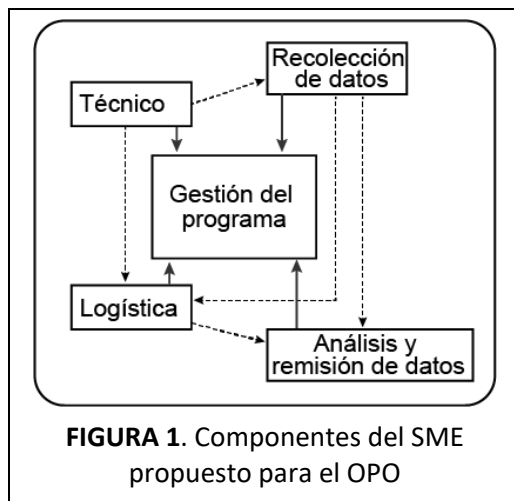 Recolección
de datos
Técnico
Gestión del
programa
Logística
Análisis y
remisión de datos
FIGURA 1. Componentes del SME
propuesto para el OPO